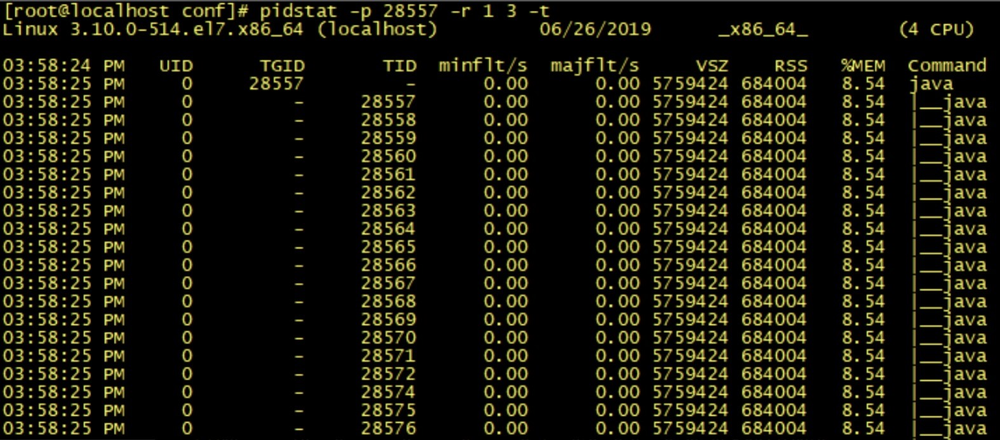 [root@localhost conf]# pidstat -p 28557 -r 1 3 -t
Linux 3.10.0-514.el7.x86_64 (localhost) 06/26/2019 _x86_64_ (4 CPU)
03:58:24 PM UID TGID TID minflt/s majflt/s VSZ RSS %MEM Command
03:58:25 PM 0 28557 - 0.00 0.00 5759424 684004 8.54 java
03:58:25 PM 0 - 28557 0.00 0.00 5759424 684004 8.54 |__java
03:58:25 PM 0 - 28558 0.00 0.00 5759424 684004 8.54 |__java
03:58:25 PM 0 - 28559 0.00 0.00 5759424 684004 8.54 |__java
03:58:25 PM 0 - 28560 0.00 0.00 5759424 684004 8.54 |__java
03:58:25 PM 0 - 28561 0.00 0.00 5759424 684004 8.54 |__java
03:58:25 PM 0 - 28562 0.00 0.00 5759424 684004 8.54 |__java
03:58:25 PM 0 - 28563 0.00 0.00 5759424 684004 8.54 |__java
03:58:25 PM 0 - 28564 0.00 0.00 5759424 684004 8.54 |__java
03:58:25 PM 0 - 28565 0.00 0.00 5759424 684004 8.54 |__java
03:58:25 PM 0 - 28566 0.00 0.00 5759424 684004 8.54 |__java
03:58:25 PM 0 - 28567 0.00 0.00 5759424 684004 8.54 |__java
03:58:25 PM 0 - 28568 0.00 0.00 5759424 684004 8.54 |__java
03:58:25 PM 0 - 28569 0.00 0.00 5759424 684004 8.54 |__java
03:58:25 PM 0 - 28570 0.00 0.00 5759424 684004 8.54 |__java
03:58:25 PM 0 - 28571 0.00 0.00 5759424 684004 8.54 |__java
03:58:25 PM 0 - 28572 0.00 0.00 5759424 684004 8.54 |__java
03:58:25 PM 0 - 28574 0.00 0.00 5759424 684004 8.54 |__java
03:58:25 PM 0 - 28575 0.00 0.00 5759424 684004 8.54 |__java
03:58:25 PM 0 - 28576 0.00 0.00 5759424 684004 8.54 |__java